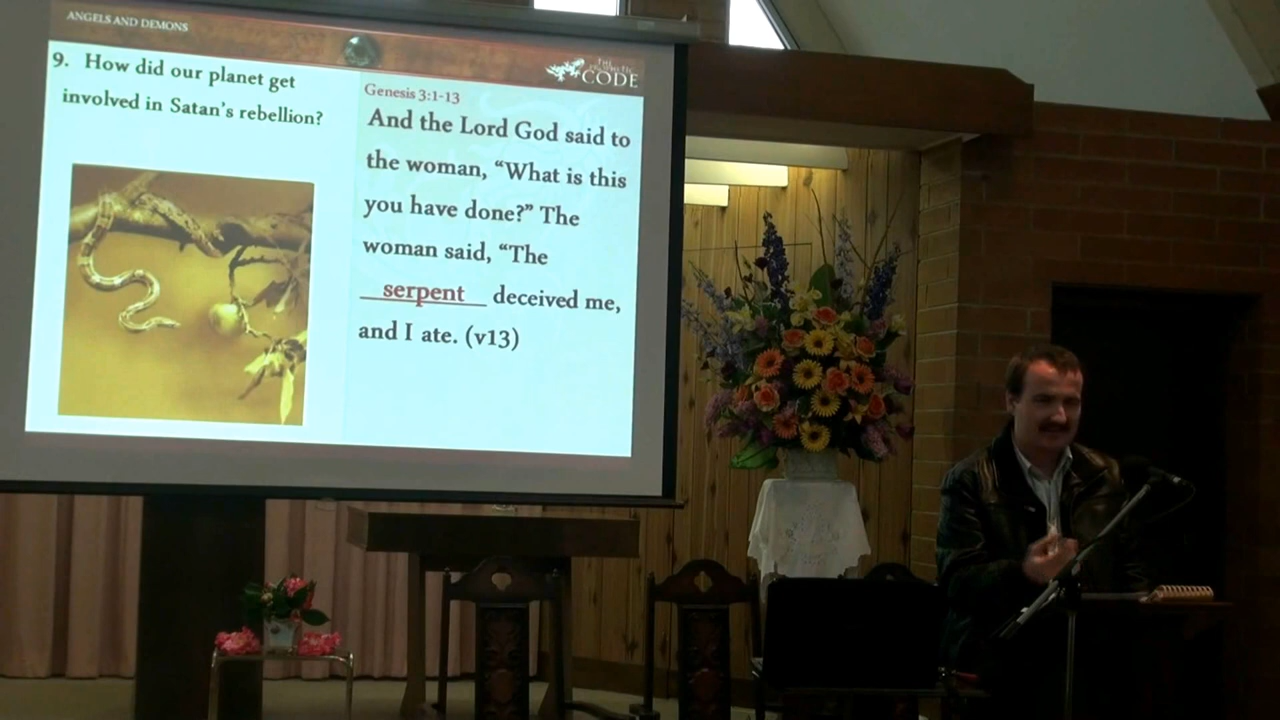 ANGELS AND DEMONS
THE
PROPHETIC
CODE
9. How did our planet get
involved in Satan's rebellion?
Genesis 3:1-13
And the Lord God said to
the woman, “What is this
you have done?” The
woman said, “The
serpent deceived me,
and I ate. (v13)